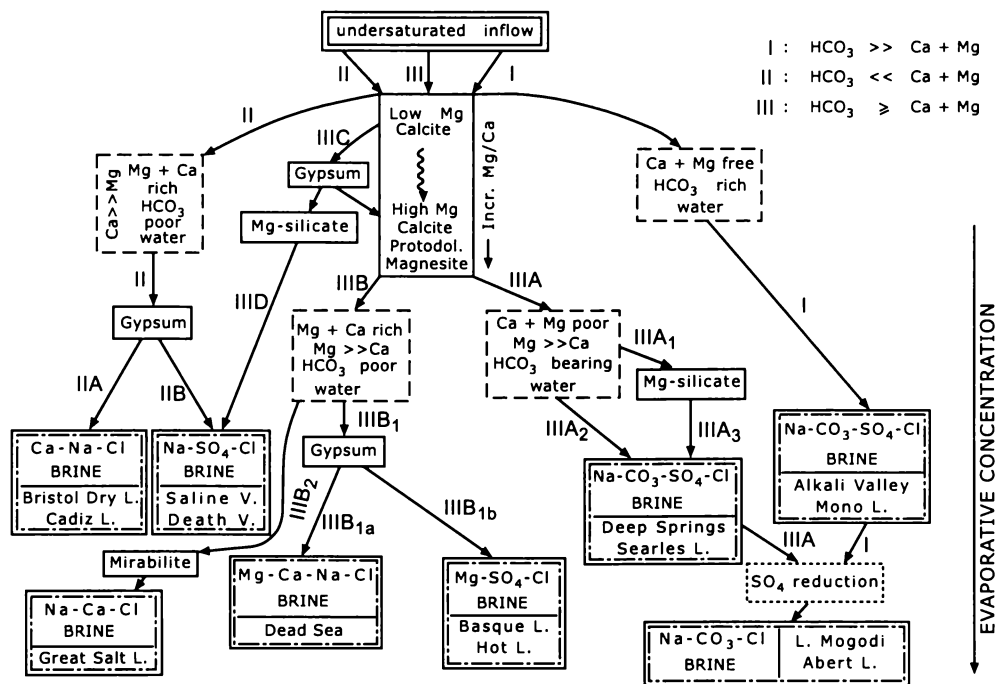 undersaturated inflow
I : HCO3 >> Ca + Mg
II : HCO3 << Ca + Mg
III : HCO3 ⩾ Ca + Mg
II
III
I
II
Low Mg
Calcite
High Mg
Calcite
Protodol.
Magnesite
Incr. Mg/Ca
IIIC
Gypsum
Mg-silicate
Ca>>Mg
Mg + Ca
rich
HCO3
poor
water
Ca + Mg free
HCO3 rich
water
II
Gypsum
IIID
IIIB
IIIA
I
Mg + Ca rich
Mg >>Ca
HCO3 poor
water
Ca + Mg poor
Mg >>Ca
HCO3 bearing
water
IIIA1
Mg-silicate
IIA
IIB
IIIB1
Gypsum
IIIA2
IIIA3
Ca-Na-Cl
BRINE
Bristol Dry L.
Cadiz L.
Na-SO4-Cl
BRINE
Saline V.
Death V.
IIIB2
IIIB1a
IIIB1b
Na-CO3-SO4-Cl
BRINE
Deep Springs
Searles L.
Na-CO3-SO4-Cl
BRINE
Alkali Valley
Mono L.
Mirabilite
Na-Ca-Cl
BRINE
Great Salt L.
Mg-Ca-Na-Cl
BRINE
Dead Sea
Mg-SO4-Cl
BRINE
Basque L.
Hot L.
IIIA
I
SO4 reduction
Na-CO3-Cl
BRINE
L. Mogodi
Abert L.
EVAPORATIVE CONCENTRATION